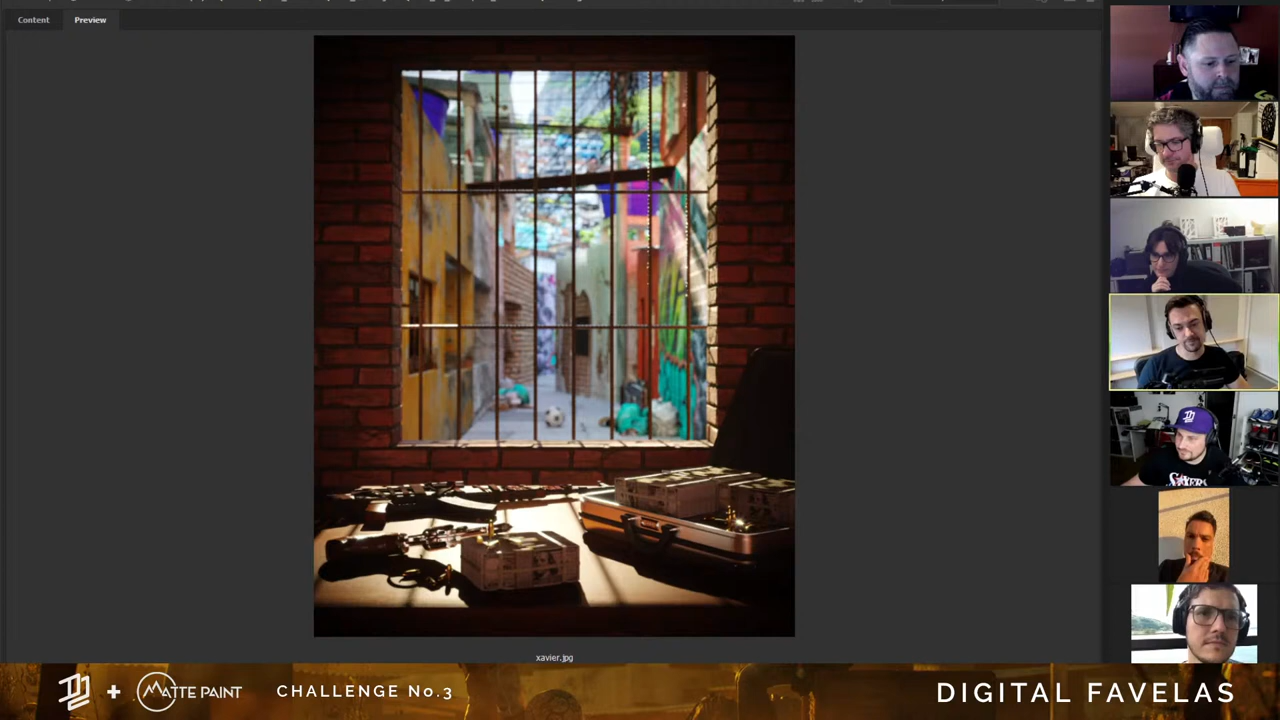 Content Preview
xavier.jpg
+ MATTE PAINT CHALLENGE No.3
DIGITAL FAVELAS